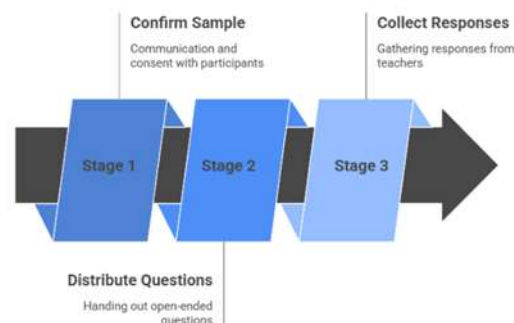 Confirm Sample
Communication and
consent with participants
Collect Responses
Gathering responses from
teachers
Stage 1
Stage 2
Stage 3
Distribute Questions
Handing out open-ended
questions